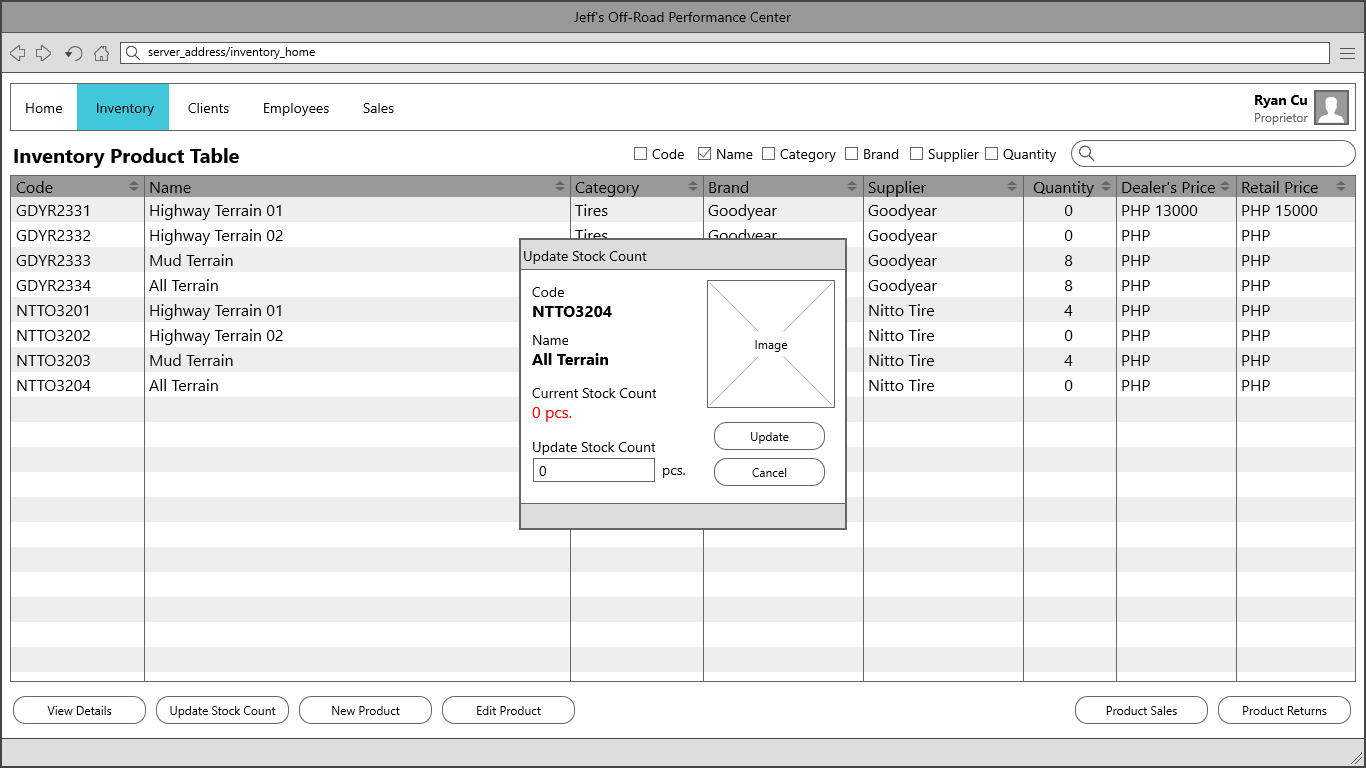 Jeff's Off-Road Performance Center
server_address/inventory_home
Home Inventory Clients Employees Sales
Ryan Cu
Proprietor
Inventory Product Table
Code Name Category Brand Supplier Quantity
Code Name Category Brand Supplier Quantity Dealer's Price Retail Price
GDYR2331 Highway Terrain 01 Tires Goodyear Goodyear 0 PHP 13000 PHP 15000
GDYR2332 Highway Terrain 02 Tires Goodyear Goodyear 0 PHP PHP
GDYR2333 Mud Terrain Goodyear 8 PHP PHP
GDYR2334 All Terrain Goodyear 8 PHP PHP
NTTO3201 Highway Terrain 01 Nitto Tire 4 PHP PHP
NTTO3202 Highway Terrain 02 Nitto Tire 0 PHP PHP
NTTO3203 Mud Terrain Nitto Tire 4 PHP PHP
NTTO3204 All Terrain Nitto Tire 0 PHP PHP
Update Stock Count
Code
NTTO3204
Name
All Terrain
Image
Current Stock Count
0 pcs.
Update Stock Count
0 pcs.
Update
Cancel
View Details Update Stock Count New Product Edit Product Product Sales Product Returns